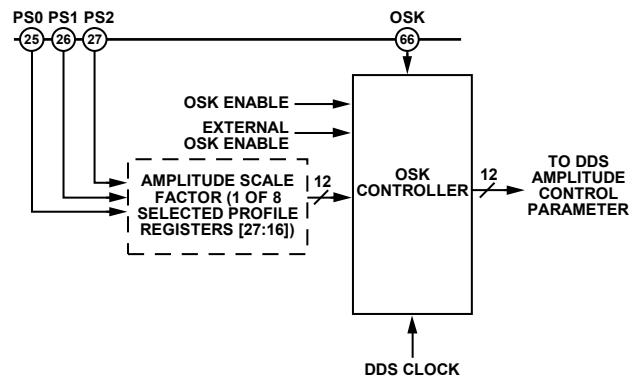 PS0 PS1 PS2
OSK
25
26
27
66
OSK ENABLE
EXTERNAL
OSK ENABLE
AMPLITUDE SCALE
FACTOR (1 OF 8
SELECTED PROFILE
REGISTERS [27:16])
12
OSK
CONTROLLER
12
TO DDS
AMPLITUDE
CONTROL
PARAMETER
DDS CLOCK